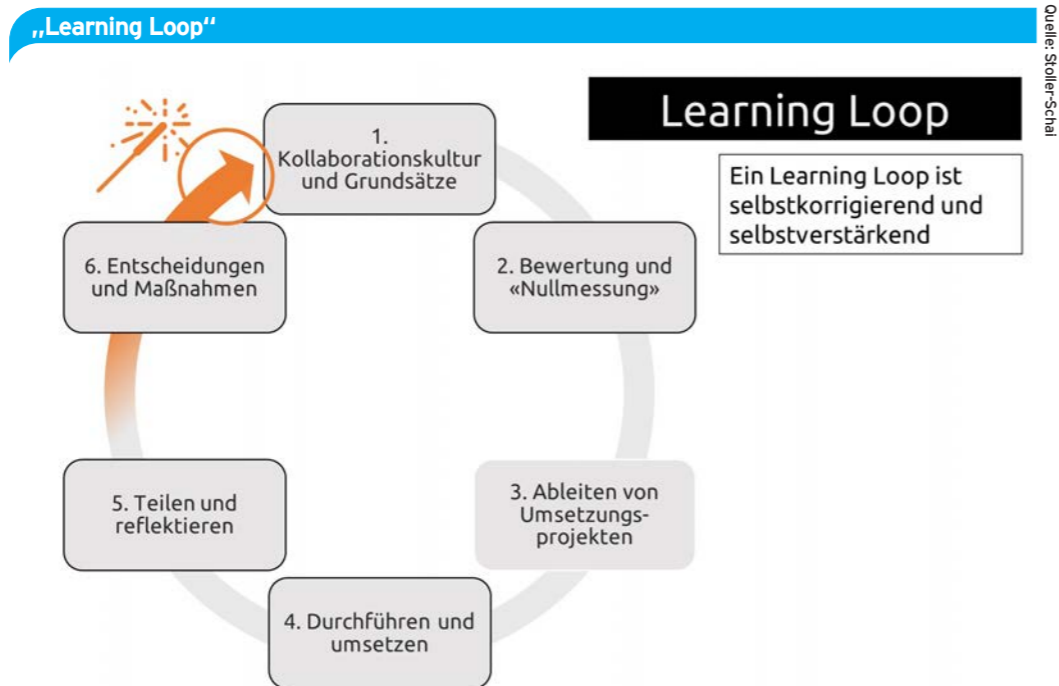 „Learning Loop“
Quelle: Stoller-Schai
Learning Loop
Ein Learning Loop ist
selbstkorrigierend und
selbstverstärkend
1.
Kollaborationskultur
und Grundsätze
2. Bewertung und
«Nullmessung»
3. Ableiten von
Umsetzungs-
projekten
4. Durchführen und
umsetzen
5. Teilen und
reflektieren
6. Entscheidungen
und Maßnahmen